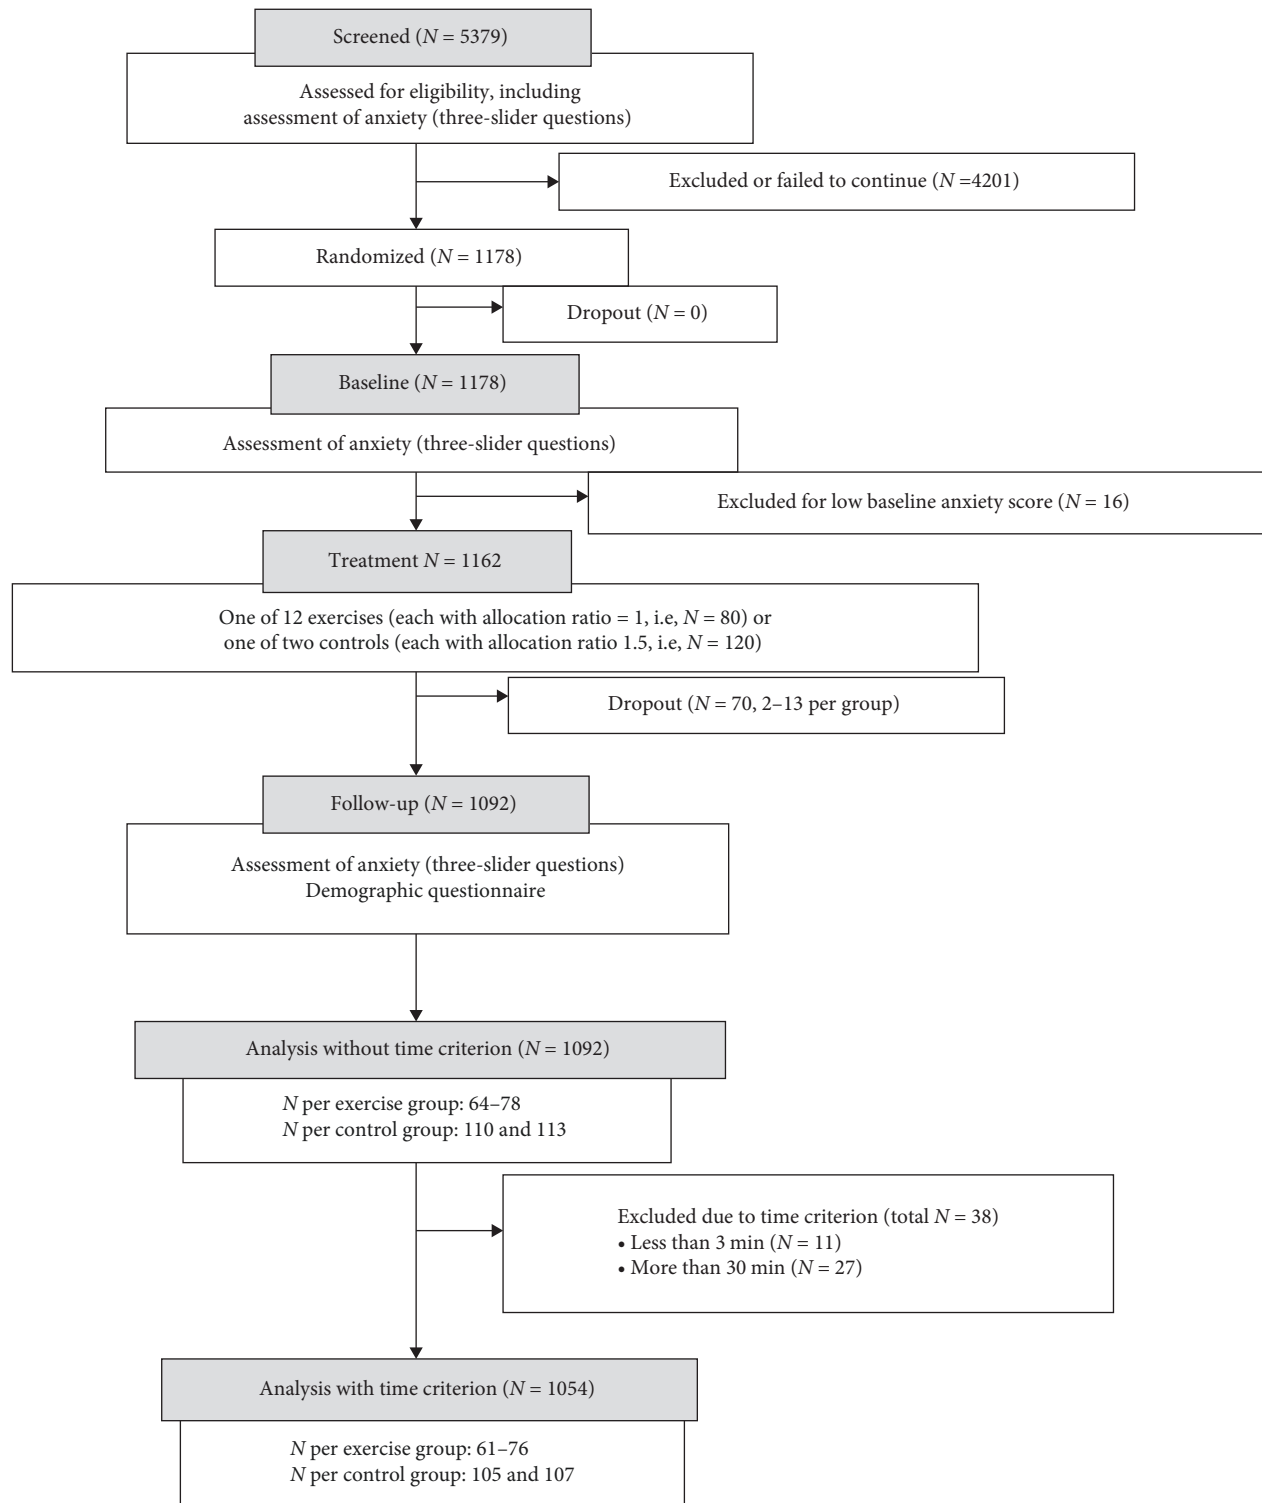 Screened (N = 5379)
Assessed for eligibility, including
assessment of anxiety (three-slider questions)
Excluded or failed to continue (N =4201)
Randomized (N = 1178)
Dropout (N = 0)
Baseline (N = 1178)
Assessment of anxiety (three-slider questions)
Excluded for low baseline anxiety score (N = 16)
Treatment N = 1162
One of 12 exercises (each with allocation ratio = 1, i.e, N = 80) or
one of two controls (each with allocation ratio 1.5, i.e, N = 120)
Dropout (N = 70, 2–13 per group)
Follow-up (N = 1092)
Assessment of anxiety (three-slider questions)
Demographic questionnaire
Analysis without time criterion (N = 1092)
N per exercise group: 64–78
N per control group: 110 and 113
Excluded due to time criterion (total N = 38)
• Less than 3 min (N = 11)
• More than 30 min (N = 27)
Analysis with time criterion (N = 1054)
N per exercise group: 61–76
N per control group: 105 and 107